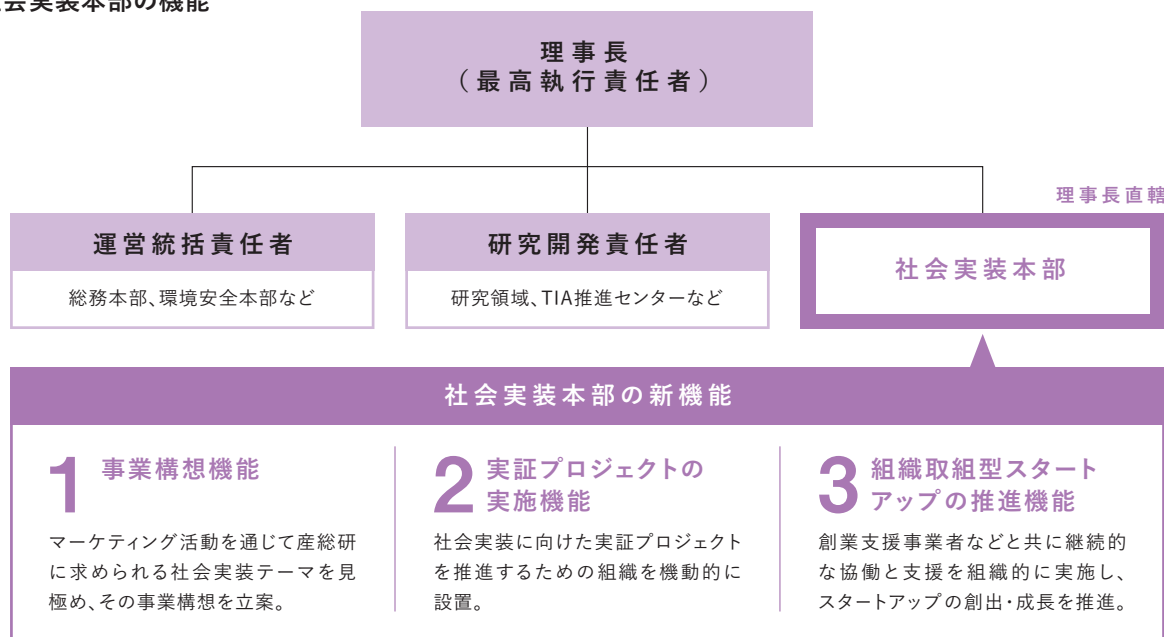 会実装本部の機能
理事長
（最高執行責任者）
理事長直轄
運営統括責任者
総務本部、環境安全本部など
研究開発責任者
研究領域、TIA推進センターなど
社会実装本部
社会実装本部の新機能
1 事業構想機能
マーケティング活動を通じて産総研
に求められる社会実装テーマを見
極め、その事業構想を立案。
2 実証プロジェクトの
実施機能
社会実装に向けた実証プロジェクト
を推進するための組織を機動的に
設置。
3 組織取組型スタート
アップの推進機能
創業支援事業者などと共に継続的
な協働と支援を組織的に実施し、
スタートアップの創出・成長を推進。